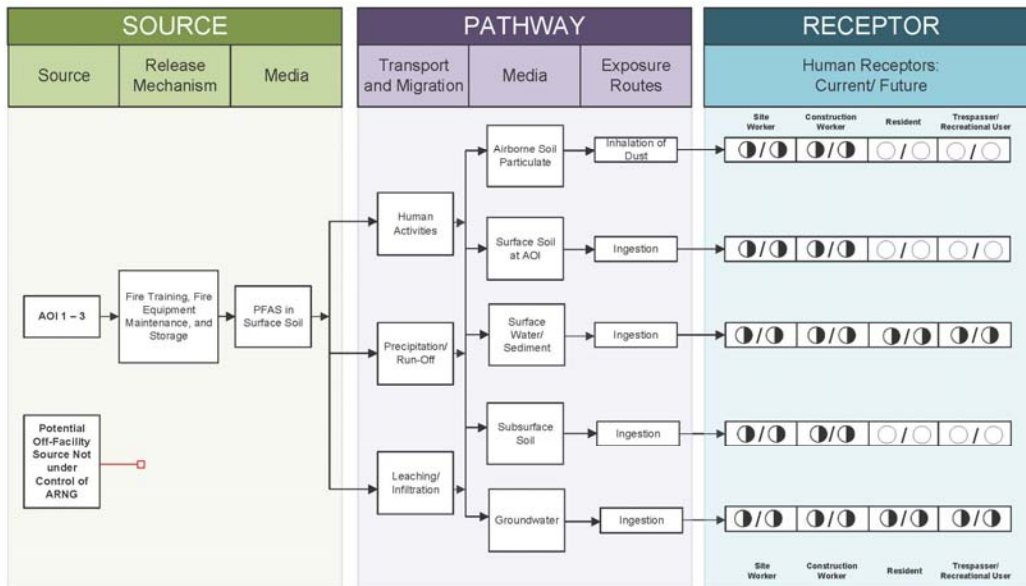 SOURCE
PATHWAY
RECEPTOR
Source
Release
Mechanism
Media
Transport
and Migration
Media
Exposure
Routes
Human Receptors:
Current/ Future
Site
Worker
Construction
Worker
Resident
Trespasser/
Recreational User
Airborne Soil
Particulate
Inhalation of
Dust
/
/
/
/
Human
Activities
Surface Soil
at AOI
Ingestion
/
/
/
/
AOI 1 – 3
Fire Training, Fire
Equipment
Maintenance, and
Storage
PFAS in
Surface Soil
Precipitation/
Run-Off
Surface
Water/
Sediment
Ingestion
/
/
/
/
Potential
Off-Facility
Source Not
under
Control of
ARNG
Leaching/
Infiltration
Subsurface
Soil
Ingestion
/
/
/
/
Groundwater
Ingestion
/
/
/
/
Site
Worker
Construction
Worker
Resident
Trespasser/
Recreational User